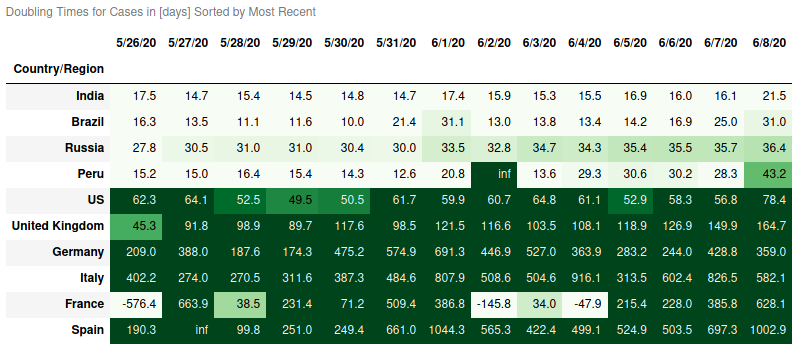 Doubling Times for Cases in [days] Sorted by Most Recent
5/26/20 5/27/20 5/28/20 5/29/20 5/30/20 5/31/20 6/1/20 6/2/20 6/3/20 6/4/20 6/5/20 6/6/20 6/7/20 6/8/20
Country/Region
India 17.5 14.7 15.4 14.5 14.8 14.7 17.4 15.9 15.3 15.5 16.9 16.0 16.1 21.5
Brazil 16.3 13.5 11.1 11.6 10.0 21.4 31.1 13.0 13.8 13.4 14.2 16.9 25.0 31.0
Russia 27.8 30.5 31.0 31.0 30.4 30.0 33.5 32.8 34.7 34.3 35.4 35.5 35.7 36.4
Peru 15.2 15.0 16.4 15.4 14.3 12.6 20.8 inf 13.6 29.3 30.6 30.2 28.3 43.2
US 62.3 64.1 52.5 49.5 50.5 61.7 59.9 60.7 64.8 61.1 52.9 58.3 56.8 78.4
United Kingdom 45.3 91.8 98.9 89.7 117.6 98.5 121.5 116.6 103.5 108.1 118.9 126.9 149.9 164.7
Germany 209.0 388.0 187.6 174.3 475.2 574.9 691.3 446.9 527.0 363.9 283.2 244.0 428.8 359.0
Italy 402.2 274.0 270.5 311.6 387.3 484.6 807.9 508.6 504.6 916.1 313.5 602.4 826.5 582.1
France -576.4 663.9 38.5 231.4 71.2 509.4 386.8 -145.8 34.0 -47.9 215.4 228.0 385.8 628.1
Spain 190.3 inf 99.8 251.0 249.4 661.0 1044.3 565.3 422.4 499.1 524.9 503.5 697.3 1002.9